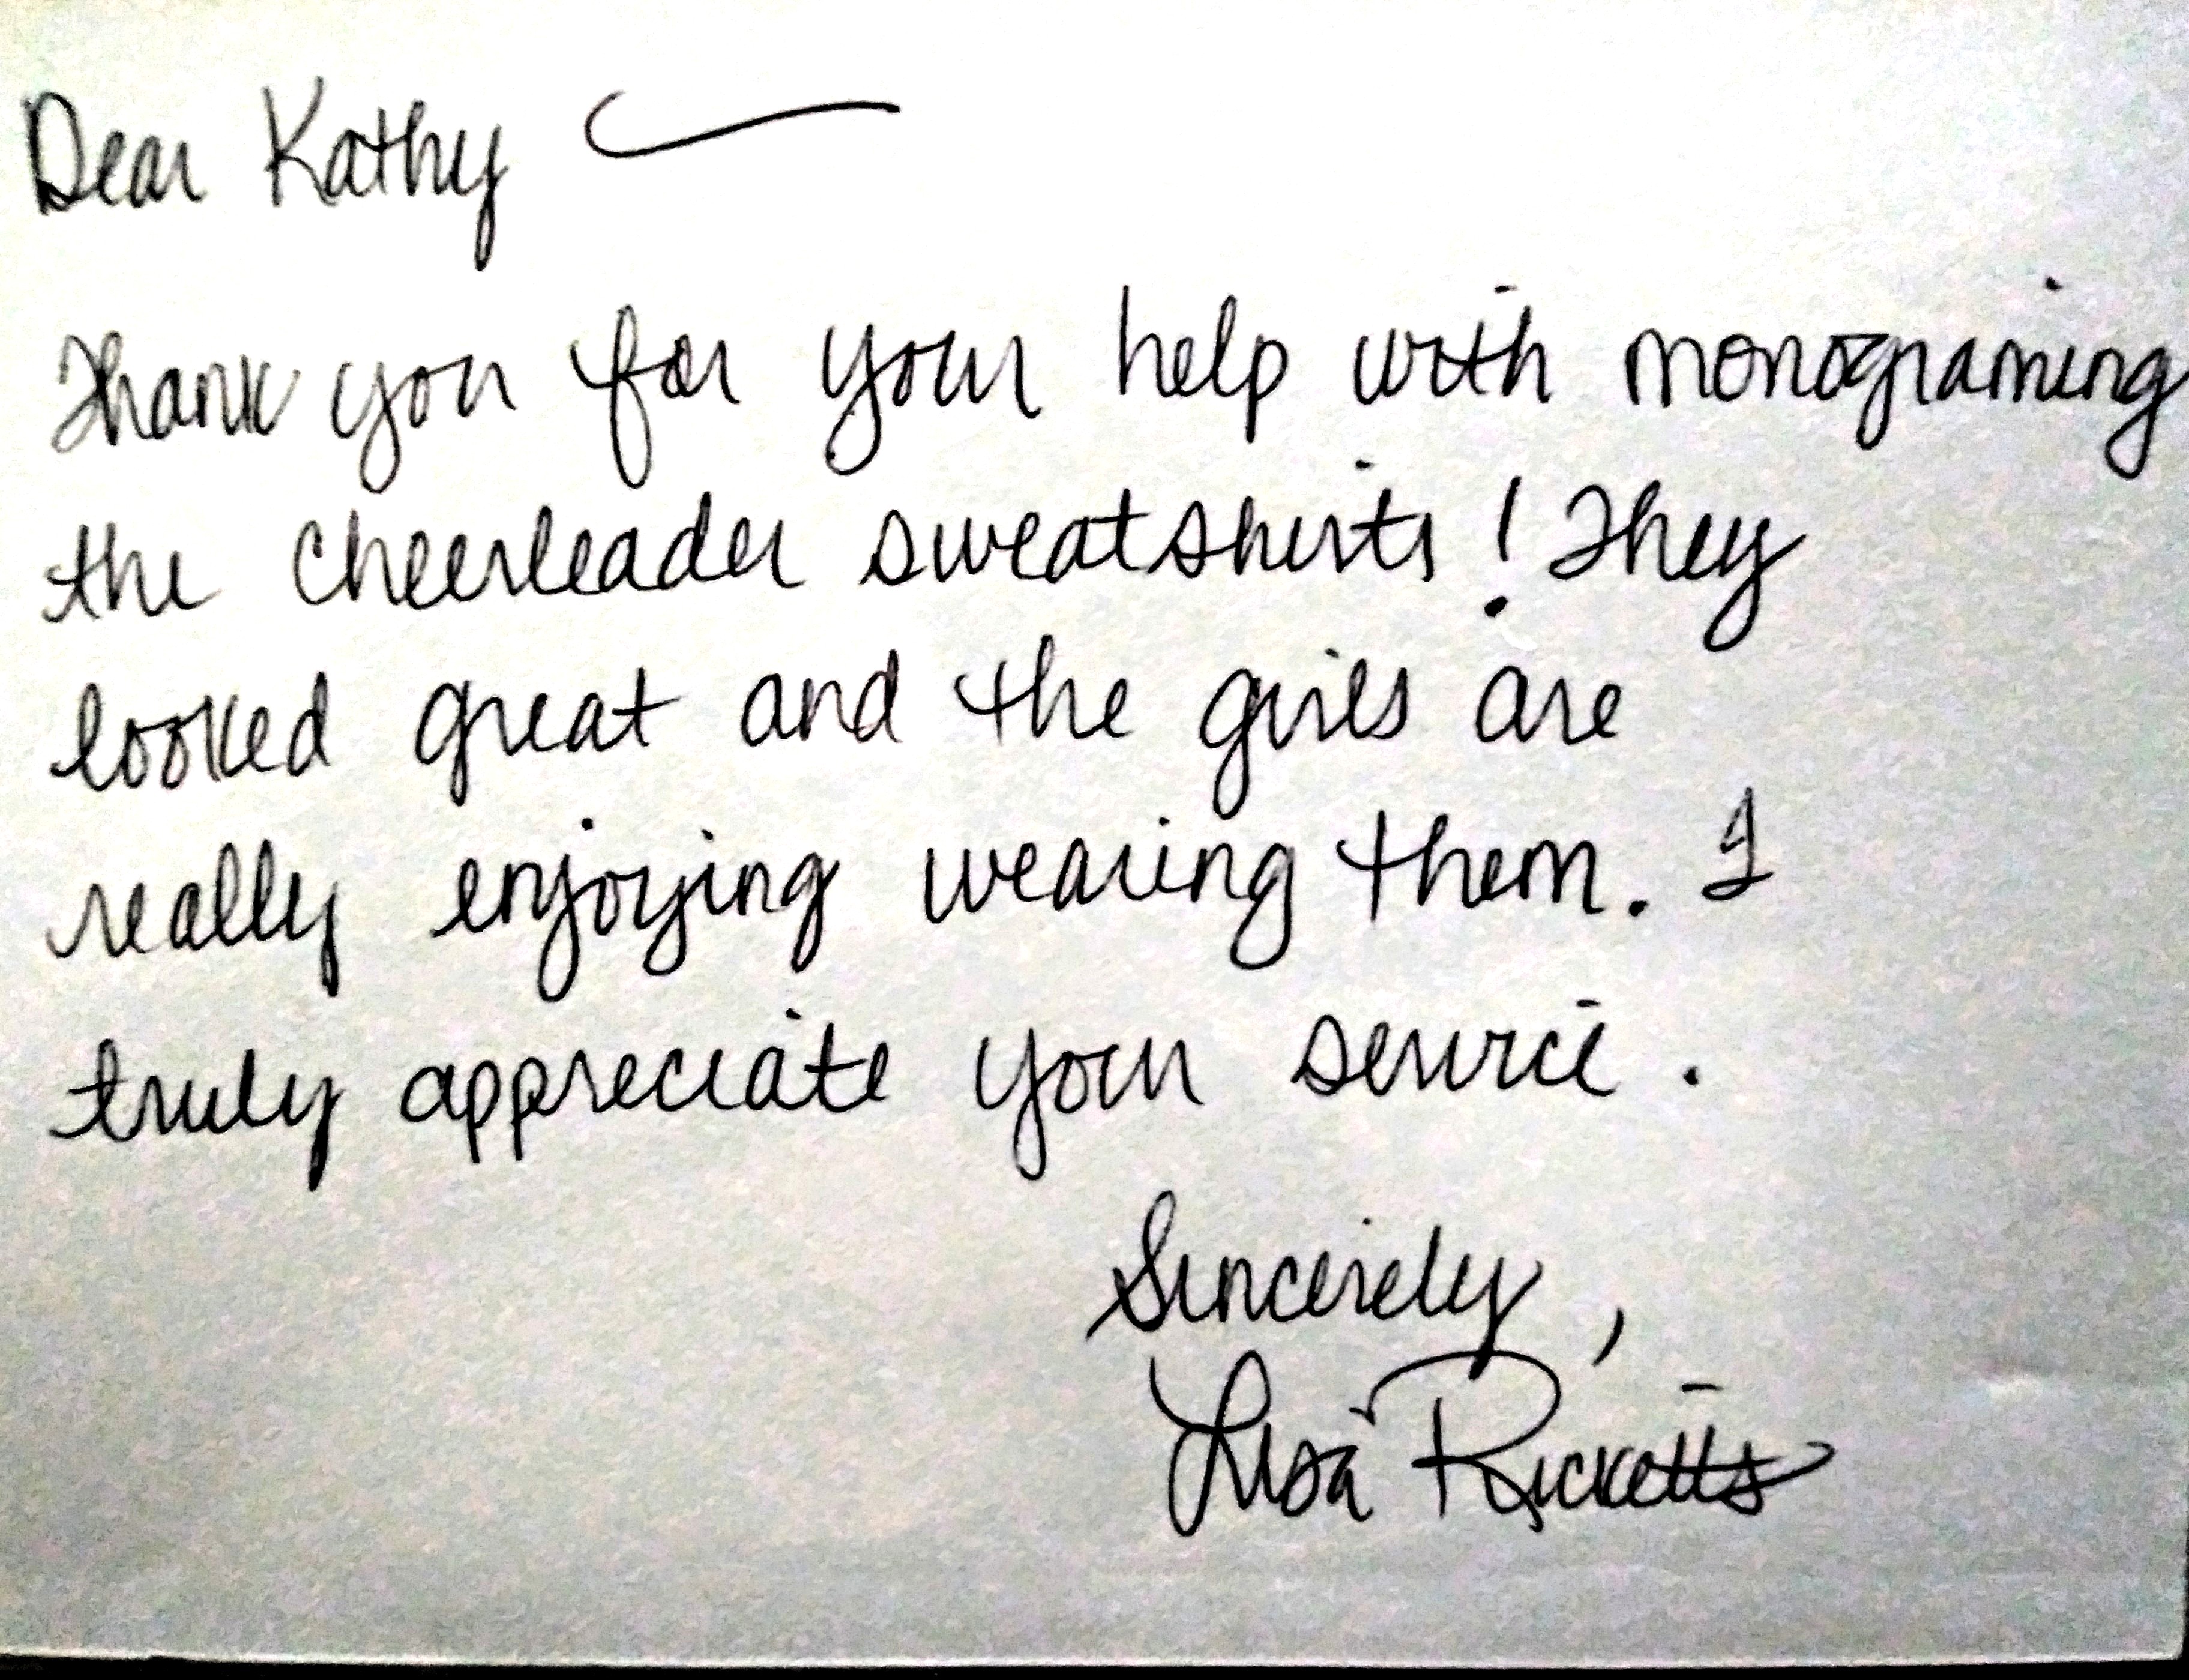 Dear Kathy —
Thank you for your help with monograming
the cheerleader sweatshirts! They
looked great and the girls are
really enjoying wearing them. I
truly appreciate your service.
Sincerely,
Lisa Ricketts